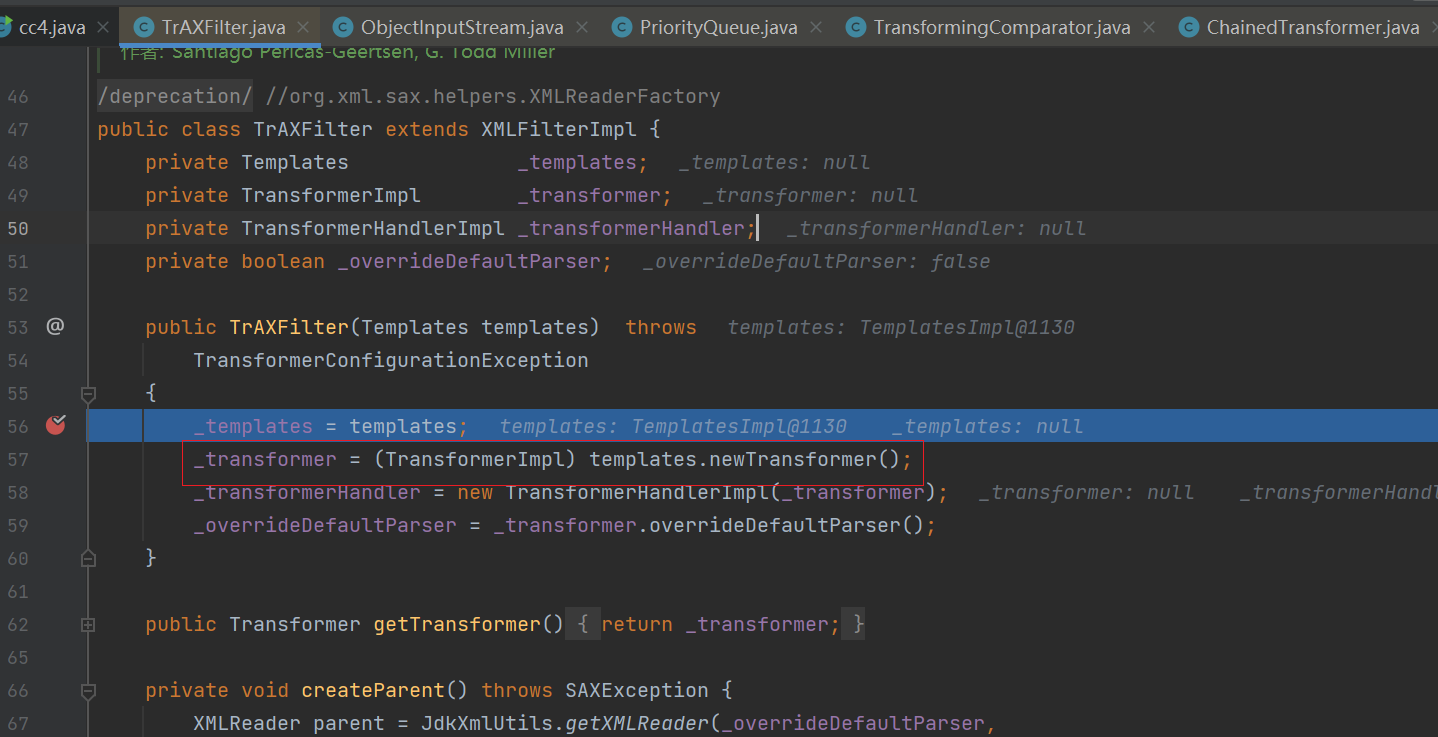 cc4.java TrAXFilter.java ObjectInputStream.java PriorityQueue.java TransformingComparator.java ChainedTransformer.java
作者: Santiago Pericas-Geertsen, G. Todd Miller
46 /deprecation/ //org.xml.sax.helpers.XMLReaderFactory
47 public class TrAXFilter extends XMLFilterImpl {
48 private Templates _templates; _templates: null
49 private TransformerImpl _transformer; _transformer: null
50 private TransformerHandlerImpl _transformerHandler; _transformerHandler: null
51 private boolean _overrideDefaultParser; _overrideDefaultParser: false
52
53 @ public TrAXFilter(Templates templates) throws templates: TemplatesImpl@1130
54 TransformerConfigurationException
55 {
56 _templates = templates; templates: TemplatesImpl@1130 _templates: null
57 _transformer = (TransformerImpl) templates.newTransformer();
58 _transformerHandler = new TransformerHandlerImpl(_transformer); _transformer: null _transformerHandl
59 _overrideDefaultParser = _transformer.overrideDefaultParser();
60 }
61
62 public Transformer getTransformer() { return _transformer; }
65
66 private void createParent() throws SAXException {
67 XMLReader parent = JdkXmlUtils.getXMLReader(_overrideDefaultParser,